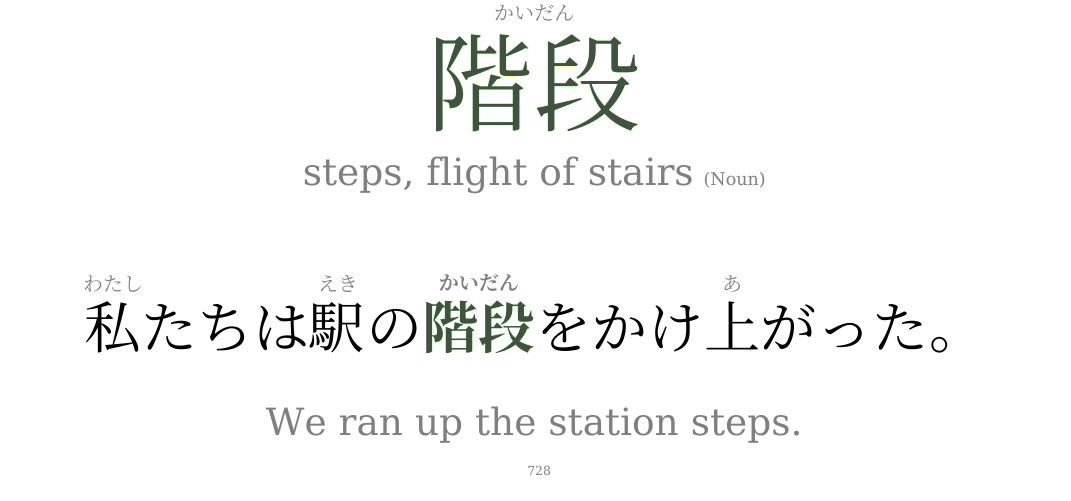 かいだん
階段
steps, flight of stairs (Noun)
わたし えき かいだん あ
私たちは駅の階段をかけ上がった。
We ran up the station steps.
728